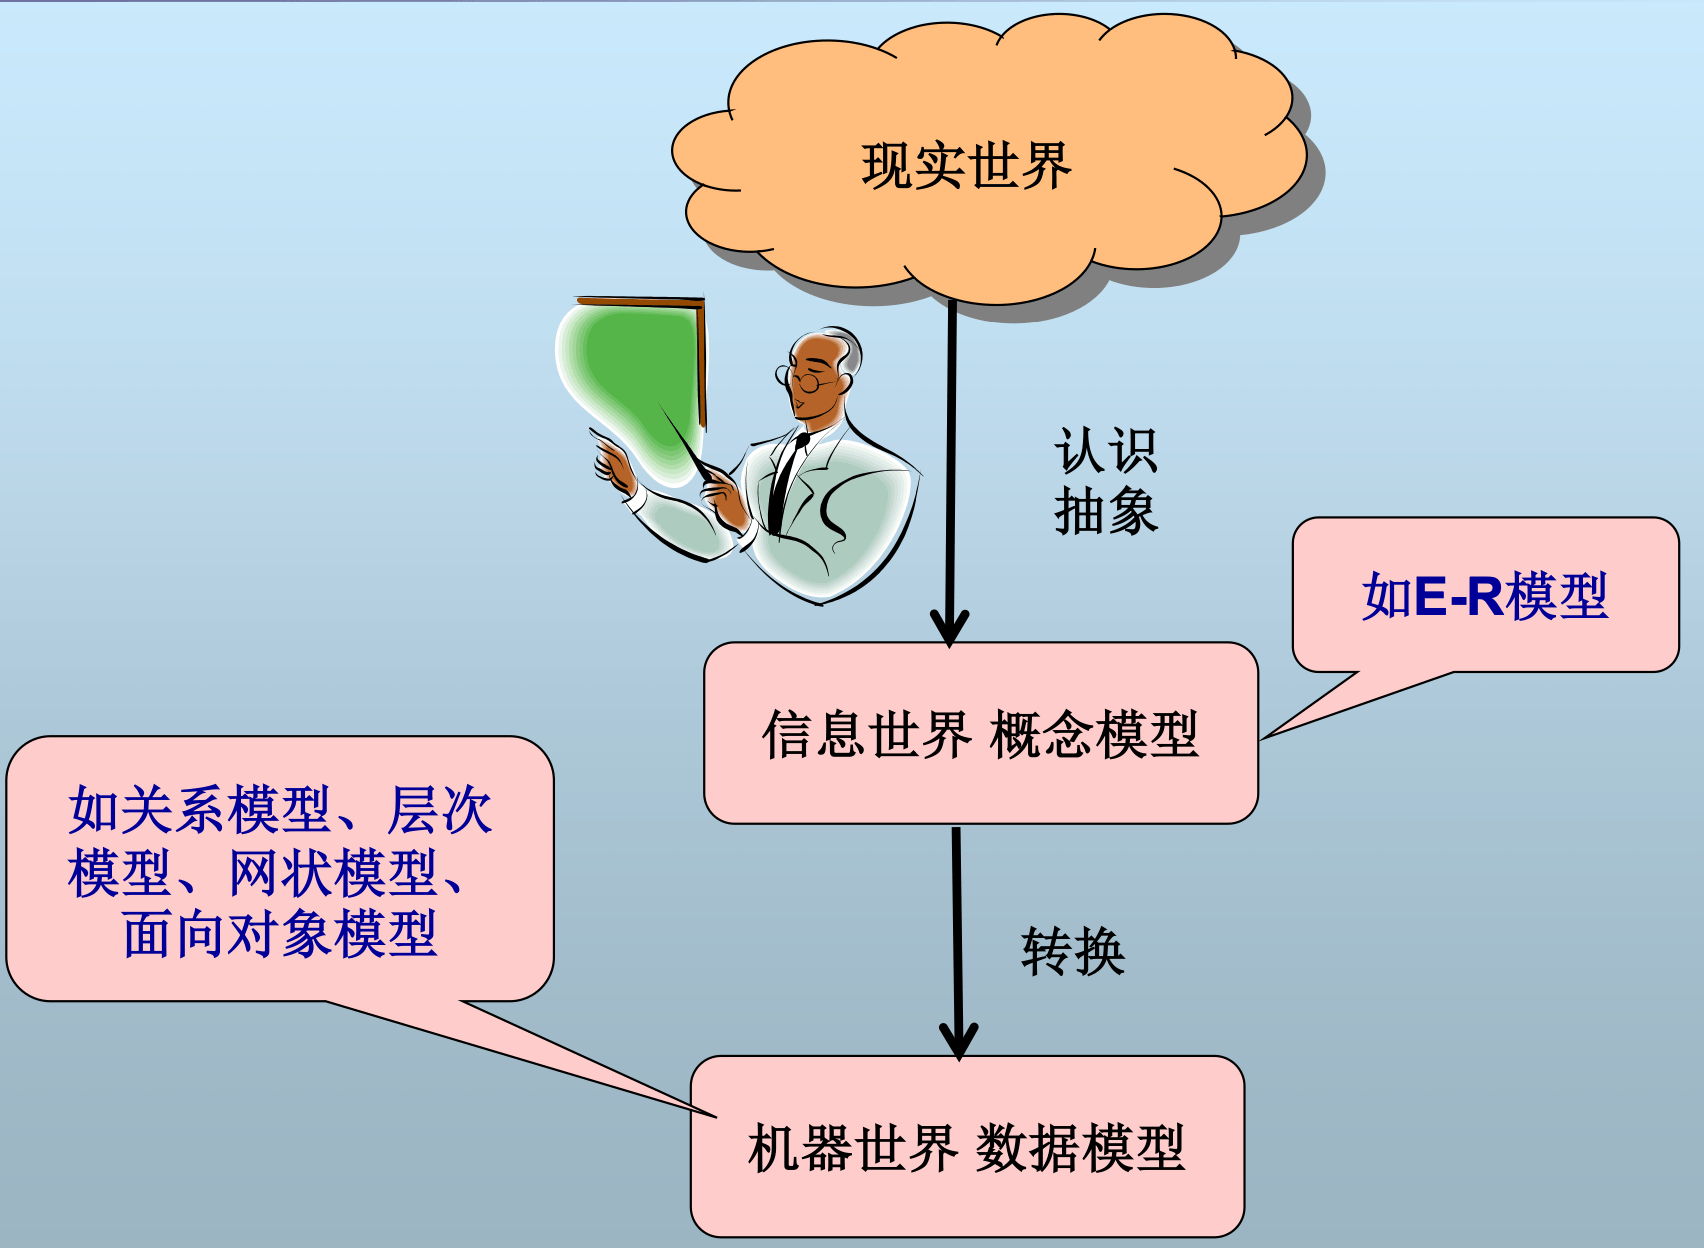 现实世界
认识
抽象
如E-R模型
信息世界 概念模型
如关系模型、层次
模型、网状模型、
面向对象模型
转换
机器世界 数据模型